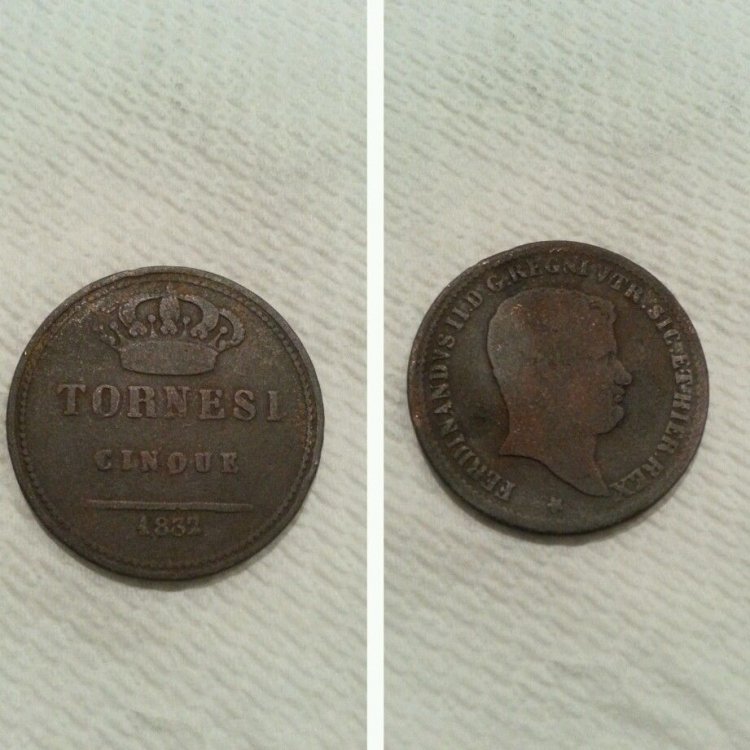 TORNESI
CINQUE
1832
FERDINANDVS II.D G.REGNI VTR.SIC.ET HIER REX